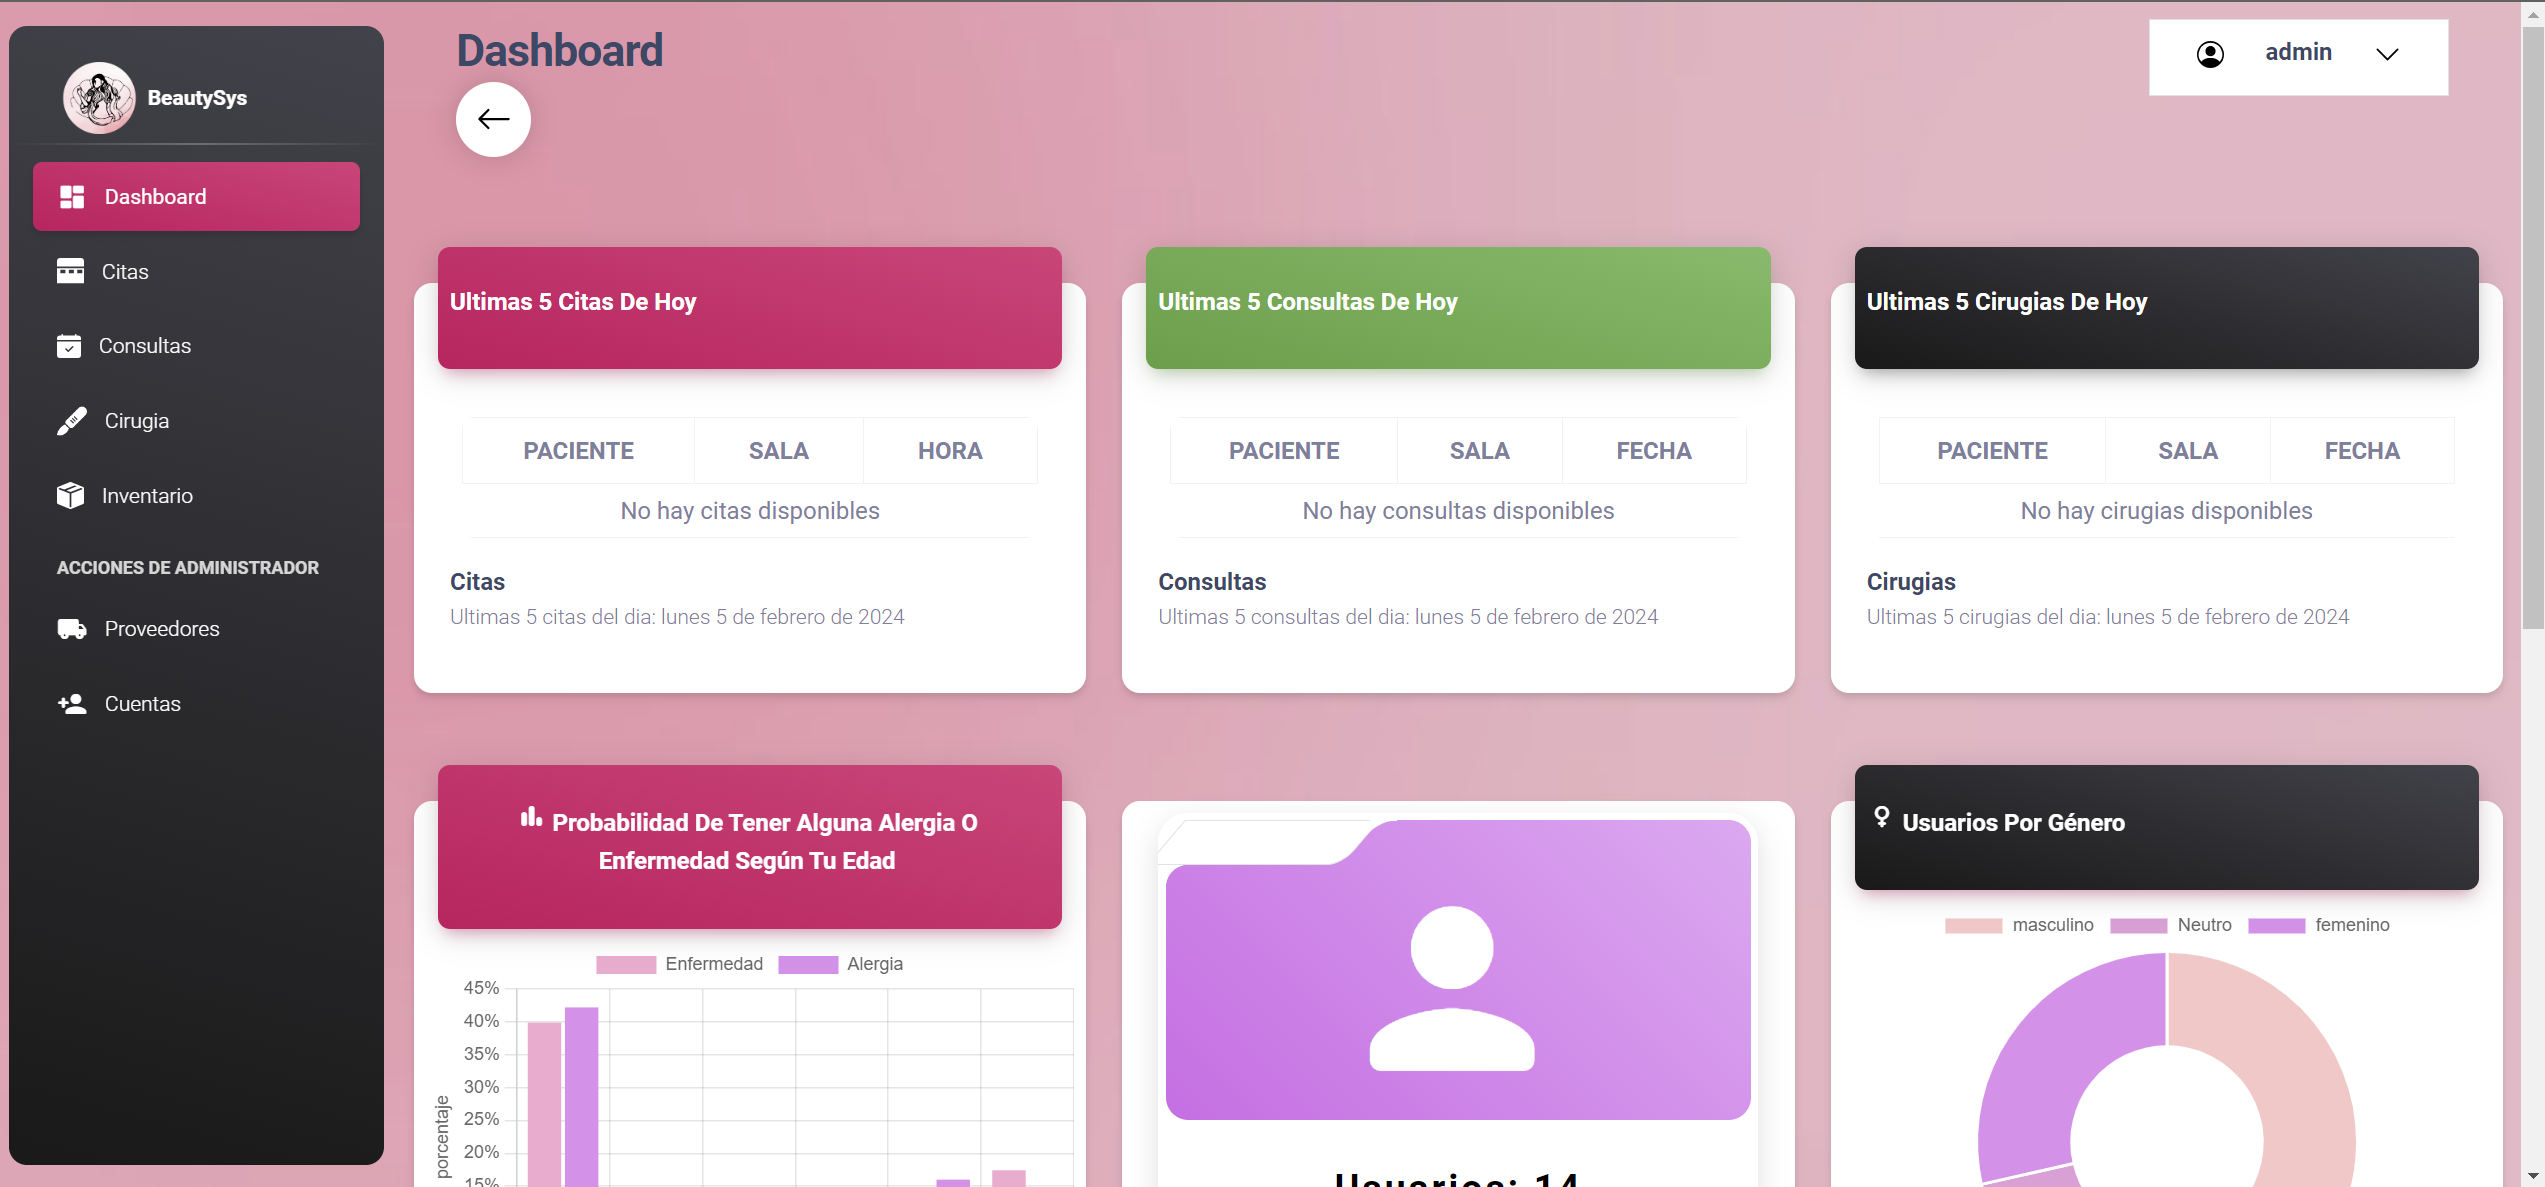 BeautySys
Dashboard
Citas
Consultas
Cirugia
Inventario
ACCIONES DE ADMINISTRADOR
Proveedores
Cuentas
Dashboard
admin
Ultimas 5 Citas De Hoy
PACIENTE SALA HORA
No hay citas disponibles
Citas
Ultimas 5 citas del dia: lunes 5 de febrero de 2024
Ultimas 5 Consultas De Hoy
PACIENTE SALA FECHA
No hay consultas disponibles
Consultas
Ultimas 5 consultas del dia: lunes 5 de febrero de 2024
Ultimas 5 Cirugias De Hoy
PACIENTE SALA FECHA
No hay cirugias disponibles
Cirugias
Ultimas 5 cirugias del dia: lunes 5 de febrero de 2024
Probabilidad De Tener Alguna Alergia O
Enfermedad Según Tu Edad
Enfermedad Alergia
45%
40%
35%
30%
25%
20%
15%
porcentaje
Usuarios: 14
Usuarios Por Género
masculino Neutro femenino